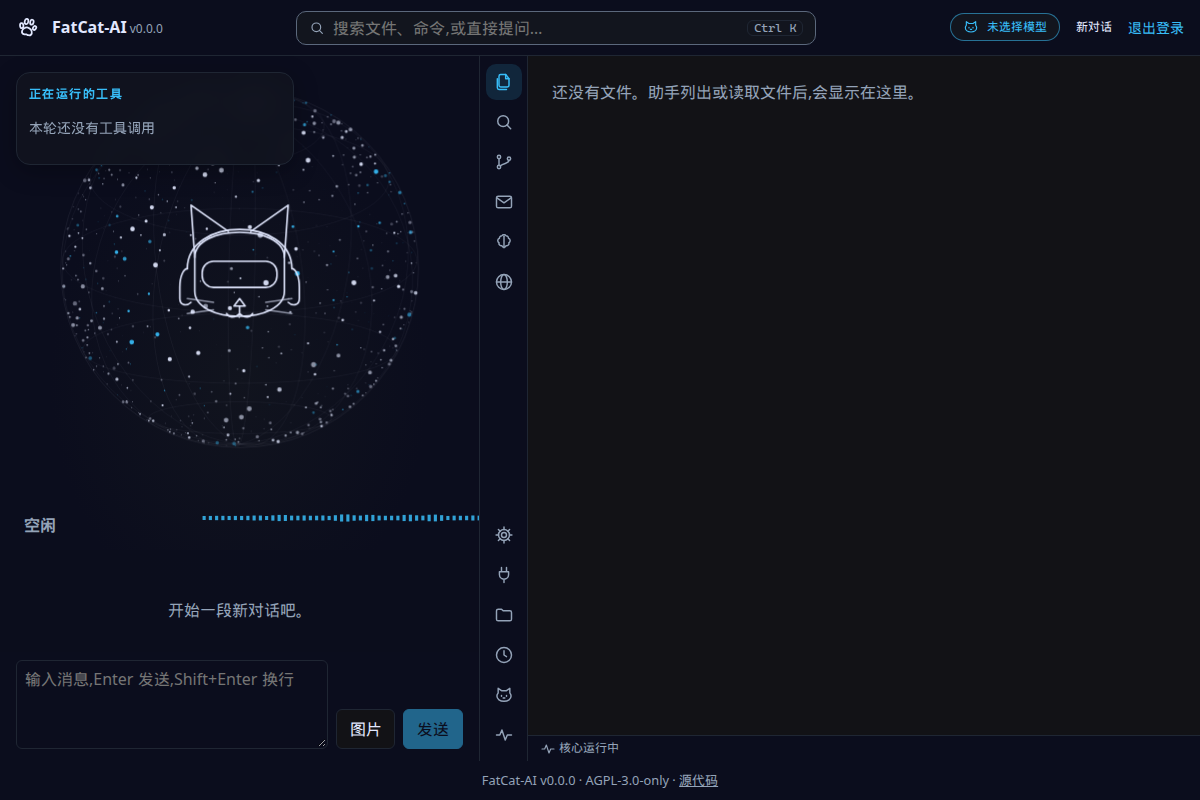 FatCat-AI v0.0.0
搜索文件、命令,或直接提问...
Ctrl K
未选择模型
新对话
退出登录
正在运行的工具
本轮还没有工具调用
还没有文件。助手列出或读取文件后,会显示在这里。
空闲
开始一段新对话吧。
输入消息,Enter 发送,Shift+Enter 换行
图片
发送
核心运行中
FatCat-AI v0.0.0 · AGPL-3.0-only · 源代码